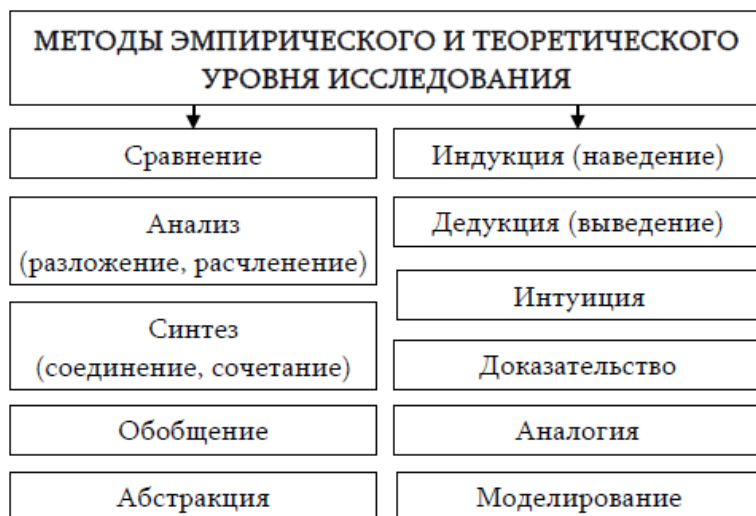 МЕТОДЫ ЭМПИРИЧЕСКОГО И ТЕОРЕТИЧЕСКОГО
УРОВНЯ ИССЛЕДОВАНИЯ
Сравнение
Анализ
(разложение, расчленение)
Синтез
(соединение, сочетание)
Обобщение
Абстракция
Индукция (наведение)
Дедукция (выведение)
Интуиция
Доказательство
Аналогия
Моделирование